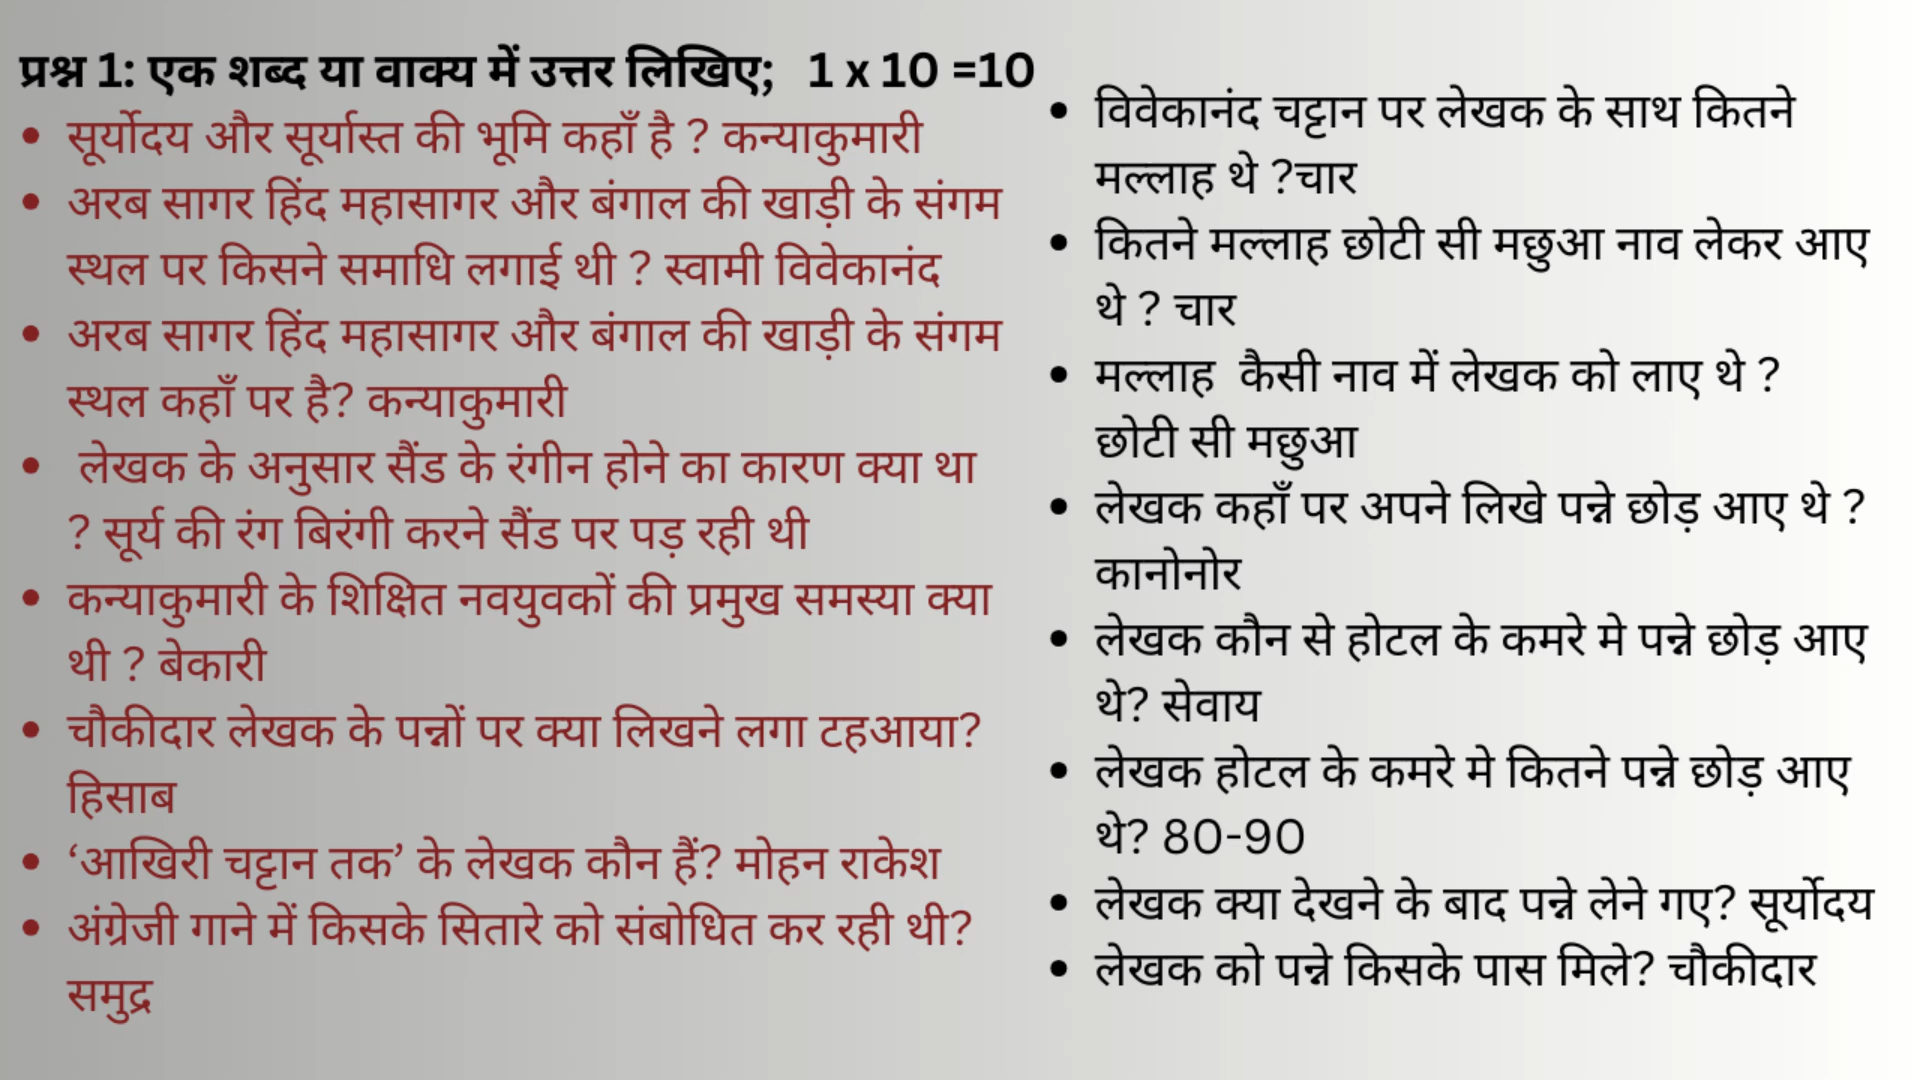 प्रश्न 1: एक शब्द या वाक्य में उत्तर लिखिए; 1 x 10 =10
• सूर्योदय और सूर्यास्त की भूमि कहाँ है ? कन्याकुमारी
• अरब सागर हिंद महासागर और बंगाल की खाड़ी के संगम
स्थल पर किसने समाधि लगाई थी ? स्वामी विवेकानंद
• अरब सागर हिंद महासागर और बंगाल की खाड़ी के संगम
स्थल कहाँ पर है? कन्याकुमारी
• लेखक के अनुसार सैंड के रंगीन होने का कारण क्या था
? सूर्य की रंग बिरंगी करने सैंड पर पड़ रही थी
• कन्याकुमारी के शिक्षित नवयुवकों की प्रमुख समस्या क्या
थी ? बेकारी
• चौकीदार लेखक के पन्नों पर क्या लिखने लगा टहआया?
हिसाब
• ‘आखिरी चट्टान तक’ के लेखक कौन हैं? मोहन राकेश
• अंग्रेजी गाने में किसके सितारे को संबोधित कर रही थी?
समुद्र
• विवेकानंद चट्टान पर लेखक के साथ कितने
मल्लाह थे ?चार
• कितने मल्लाह छोटी सी मछुआ नाव लेकर आए
थे ? चार
• मल्लाह कैसी नाव में लेखक को लाए थे ?
छोटी सी मछुआ
• लेखक कहाँ पर अपने लिखे पन्ने छोड़ आए थे ?
कानोनोर
• लेखक कौन से होटल के कमरे मे पन्ने छोड़ आए
थे? सेवाय
• लेखक होटल के कमरे मे कितने पन्ने छोड़ आए
थे? 80-90
• लेखक क्या देखने के बाद पन्ने लेने गए? सूर्योदय
• लेखक को पन्ने किसके पास मिले? चौकीदार